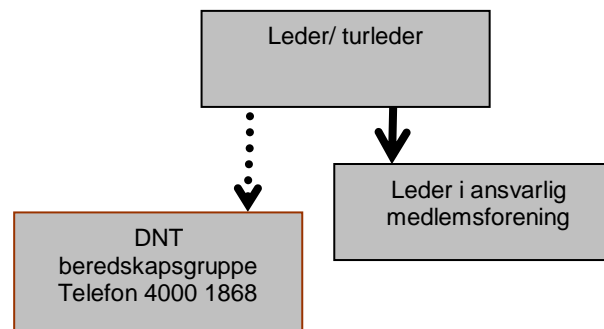 Leder/ turleder
Leder i ansvarlig
medlemsforening
DNT
beredskapsgruppe
Telefon 4000 1868